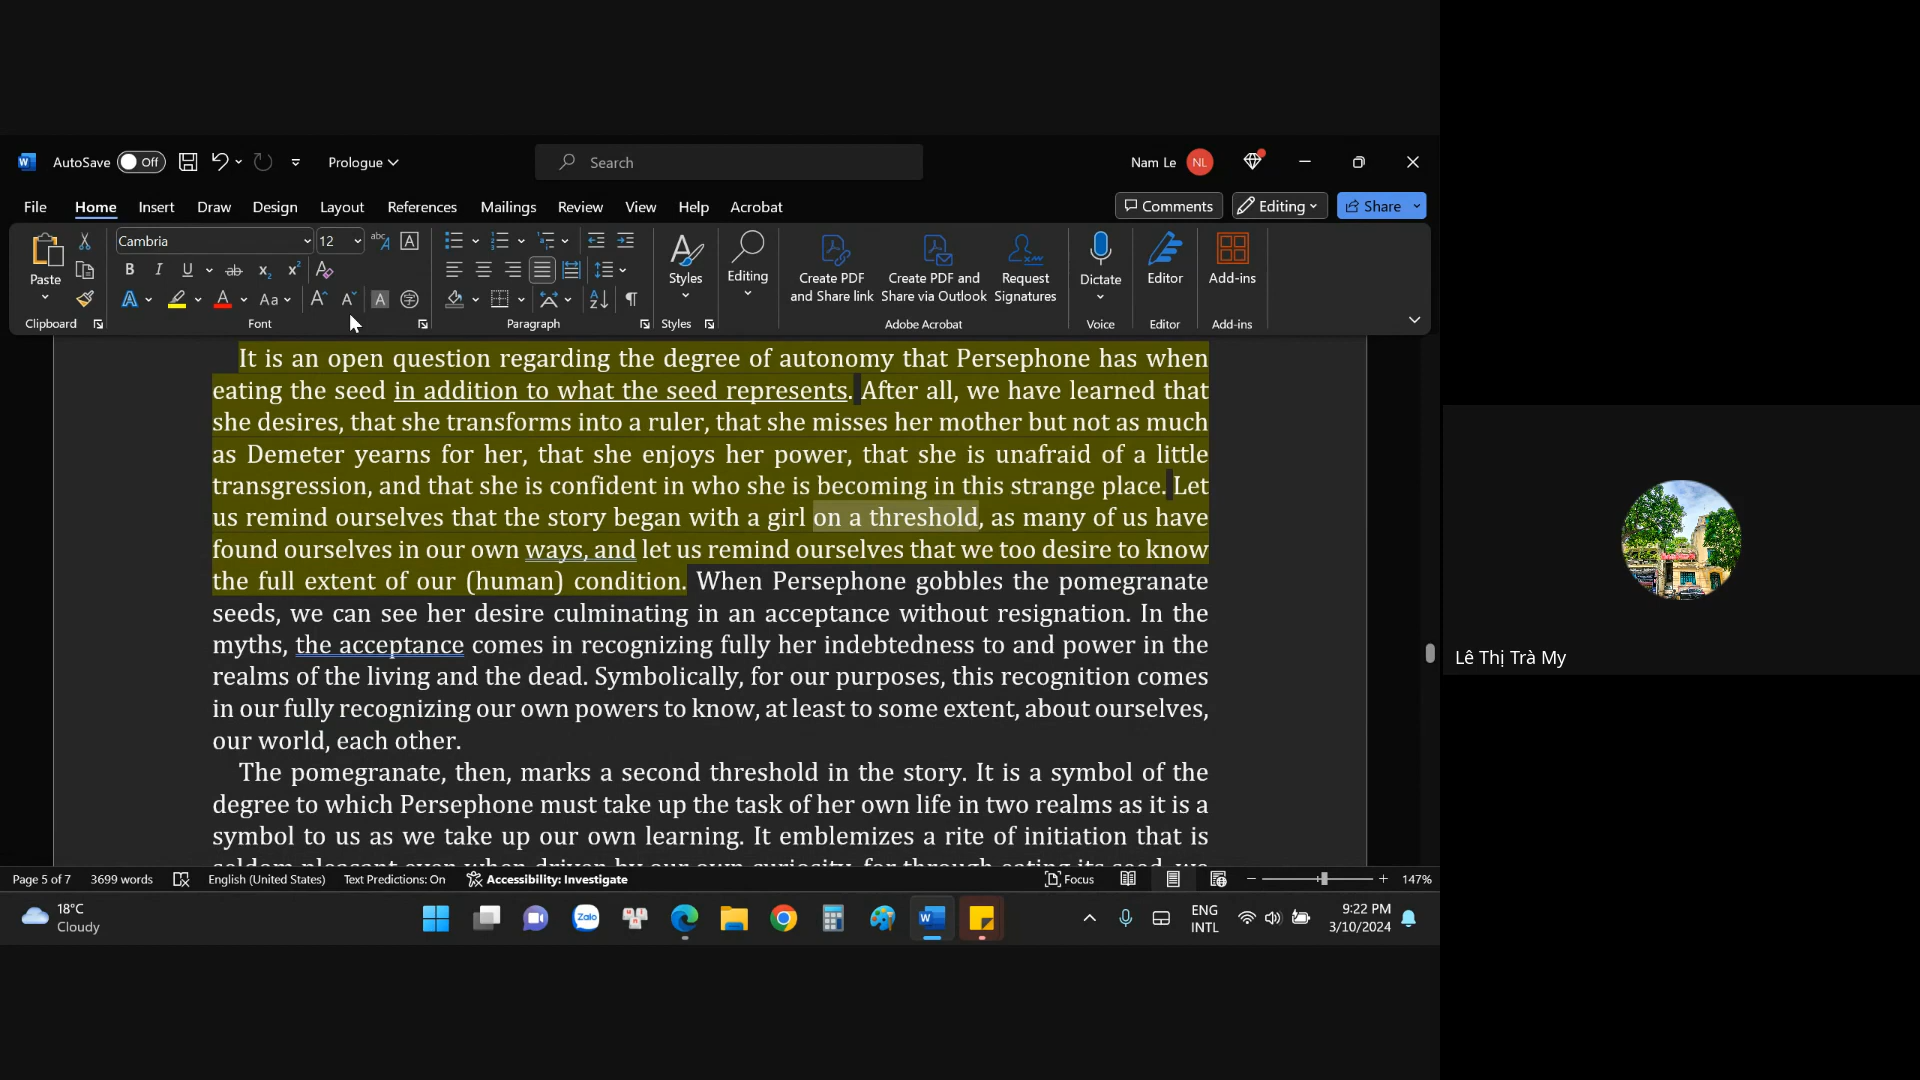 AutoSave Off Prologue Search Nam Le NL
File Home Insert Draw Design Layout References Mailings Review View Help Acrobat Comments Editing Share
Cambria 12
Paste Styles Editing Create PDF and Share link Create PDF and Share via Outlook Request Signatures Dictate Editor Add-ins
Clipboard Font Paragraph Styles Adobe Acrobat Voice Editor Add-ins
It is an open question regarding the degree of autonomy that Persephone has when
eating the seed in addition to what the seed represents. After all, we have learned that
she desires, that she transforms into a ruler, that she misses her mother but not as much
as Demeter yearns for her, that she enjoys her power, that she is unafraid of a little
transgression, and that she is confident in who she is becoming in this strange place. Let
us remind ourselves that the story began with a girl on a threshold, as many of us have
found ourselves in our own ways, and let us remind ourselves that we too desire to know
the full extent of our (human) condition. When Persephone gobbles the pomegranate
seeds, we can see her desire culminating in an acceptance without resignation. In the
myths, the acceptance comes in recognizing fully her indebtedness to and power in the
realms of the living and the dead. Symbolically, for our purposes, this recognition comes
in our fully recognizing our own powers to know, at least to some extent, about ourselves,
our world, each other.
The pomegranate, then, marks a second threshold in the story. It is a symbol of the
degree to which Persephone must take up the task of her own life in two realms as it is a
symbol to us as we take up our own learning. It emblemizes a rite of initiation that is
seldom pleasant even when driven by our own curiosity, for through eating its seed, we
Lê Thị Trà My
Page 5 of 7 3699 words English (United States) Text Predictions: On Accessibility: Investigate Focus 147%
18°C
Cloudy
Zalo
ENG
INTL
9:22 PM
3/10/2024